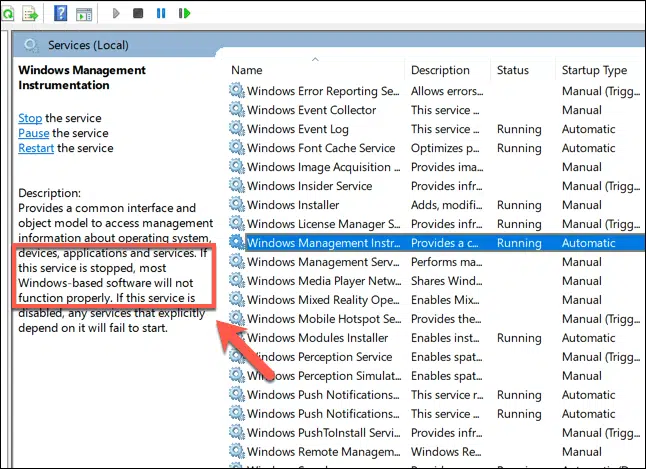 Services (Local)
Windows Management
Instrumentation
Stop the service
Pause the service
Restart the service
Description:
Provides a common interface and
object model to access management
information about operating system,
devices, applications and services. If
this service is stopped, most
Windows-based software will not
function properly. If this service is
disabled, any services that explicitly
depend on it will fail to start.
Name Description Status Startup Type
Windows Error Reporting Se... Allows errors... Manual (Trigg...
Windows Event Collector This service ... Manual
Windows Event Log This service ... Running Automatic
Windows Font Cache Service Optimizes p... Running Automatic
Windows Image Acquisition ... Provides ima... Manual
Windows Insider Service Provides infr... Manual
Windows Installer Adds, modifi... Running Manual
Windows License Manager S... Provides infr... Running Manual (Trigg...
Windows Management Instr... Provides a c... Running Automatic
Windows Management Serv... Performs ma... Manual
Windows Media Player Netw... Shares Wind... Manual
Windows Mixed Reality Ope... Enables Mix... Manual
Windows Mobile Hotspot Se... Provides the... Manual (Trigg...
Windows Modules Installer Enables inst... Running Automatic
Windows Perception Service Enables spat... Manual (Trigg...
Windows Perception Simulat... Enables spat... Manual
Windows Push Notifications... This service r... Running Automatic
Windows Push Notifications... This service ... Running Automatic
Windows PushToInstall Servi... Provides infr... Manual (Trigg...
Windows Remote Managem... Windows Re... Manual